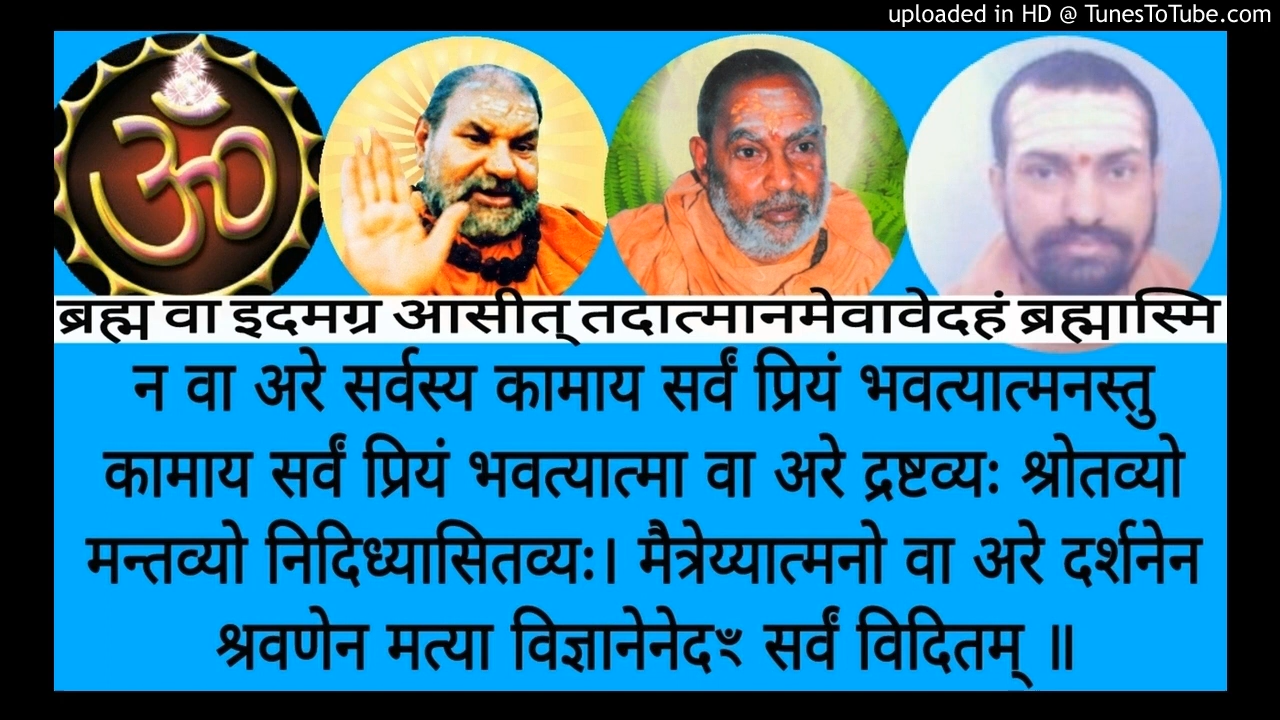 uploaded in HD @ TunesToTube.com
ॐ
ब्रह्म वा इदमग्र आसीत् तदात्मानमेवावेदहं ब्रह्मास्मि
न वा अरे सर्वस्य कामाय सर्वं प्रियं भवत्यात्मनस्तु
कामाय सर्वं प्रियं भवत्यात्मा वा अरे द्रष्टव्यः श्रोतव्यो
मन्तव्यो निदिध्यासितव्यः। मैत्रेय्यात्मनो वा अरे दर्शनेन
श्रवणेन मत्या विज्ञानेनेदꣳ सर्वं विदितम् ॥